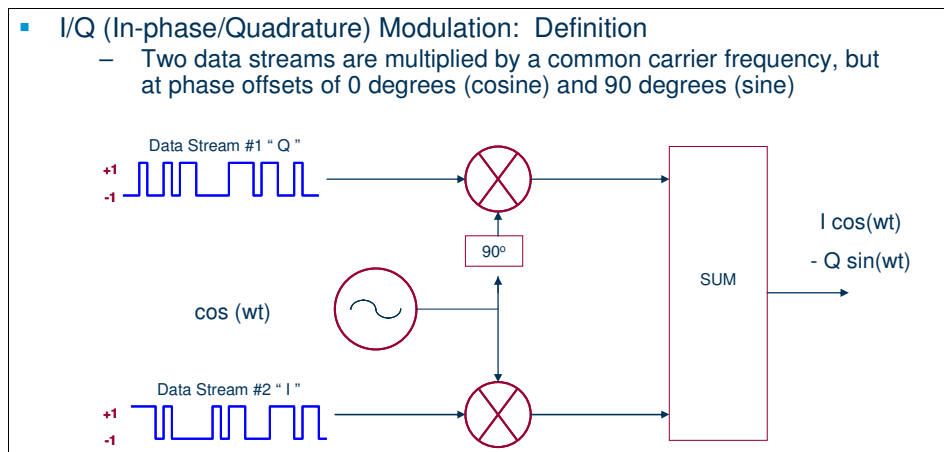 ▪ I/Q (In-phase/Quadrature) Modulation: Definition
– Two data streams are multiplied by a common carrier frequency, but
at phase offsets of 0 degrees (cosine) and 90 degrees (sine)
Data Stream #1 “ Q ”
+1
-1
90º
I cos(wt)
- Q sin(wt)
SUM
cos (wt)
Data Stream #2 “ I ”
+1
-1